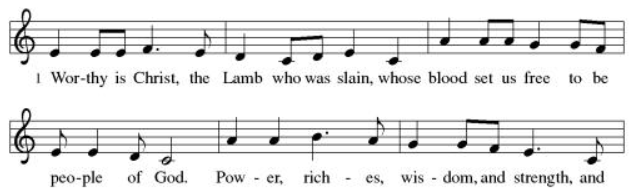 1 Wor-thy is Christ, the Lamb who was slain, whose blood set us free to be
peo-ple of God. Pow - er, rich - es, wis - dom, and strength, and